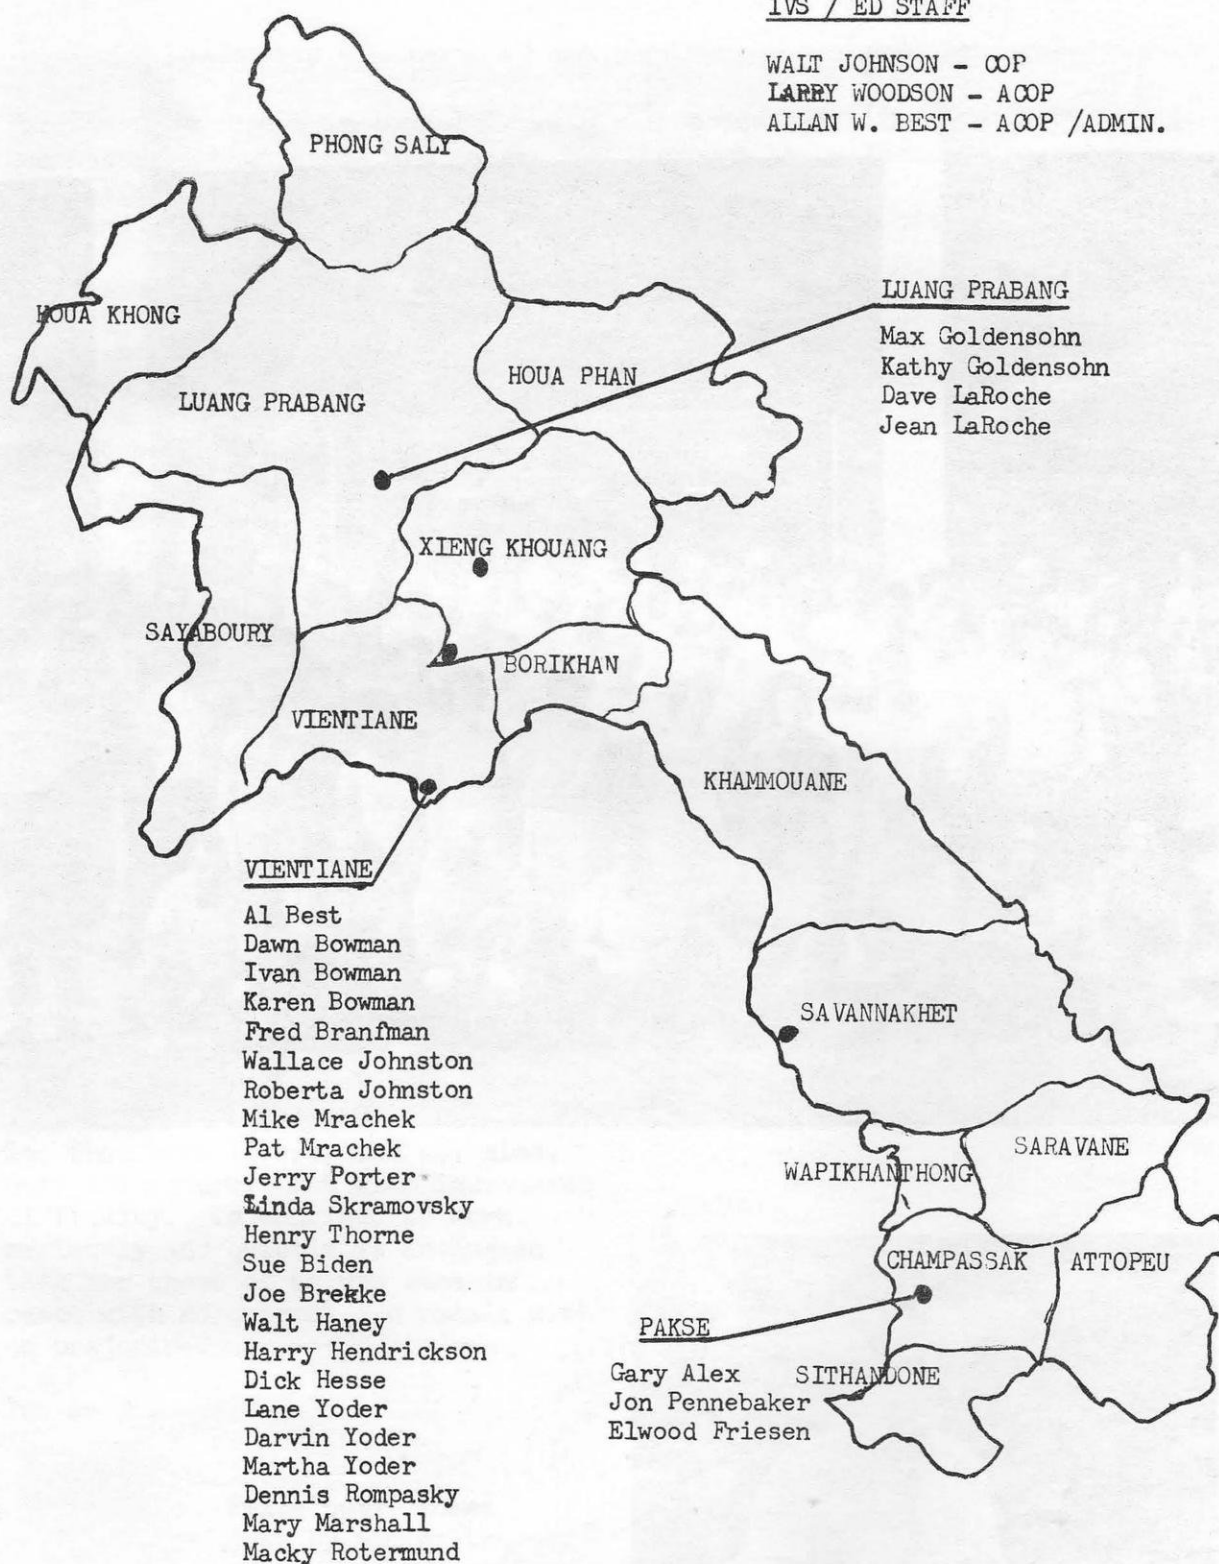 IVS / ED STAFF
WALT JOHNSON - COP
LARRY WOODSON - ACOP
ALLAN W. BEST - ACOP /ADMIN.
PHONG SALY
HOUA KHONG
LUANG PRABANG
HOUA PHAN
LUANG PRABANG
Max Goldensohn
Kathy Goldensohn
Dave LaRoche
Jean LaRoche
XIENG KHOUANG
SAYABOURY
BORIKHAN
VIENTIANE
KHAMMOUANE
VIENTIANE
Al Best
Dawn Bowman
Ivan Bowman
Karen Bowman
Fred Branfman
Wallace Johnston
Roberta Johnston
Mike Mrachek
Pat Mrachek
Jerry Porter
Linda Skramovsky
Henry Thorne
Sue Biden
Joe Brekke
Walt Haney
Harry Hendrickson
Dick Hesse
Lane Yoder
Darvin Yoder
Martha Yoder
Dennis Rompasky
Mary Marshall
Macky Rotermund
SAVANNAKHET
SARAVANE
WAPIKHANTHONG
CHAMPASSAK
ATTOPEU
PAKSE
Gary Alex
Jon Pennebaker
Elwood Friesen
SITHANDONE